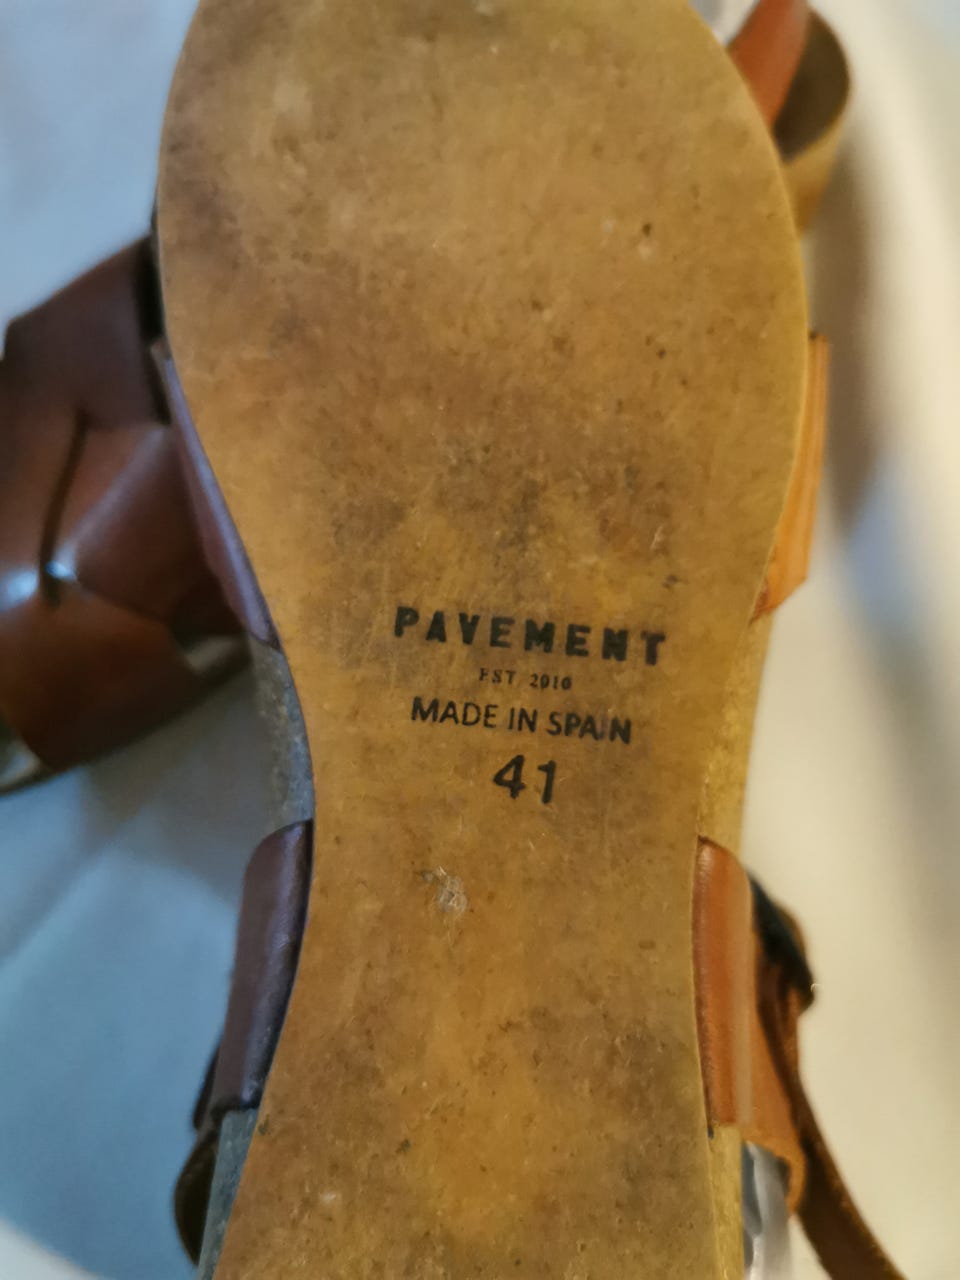 PAVEMENT
EST. 2010
MADE IN SPAIN
41